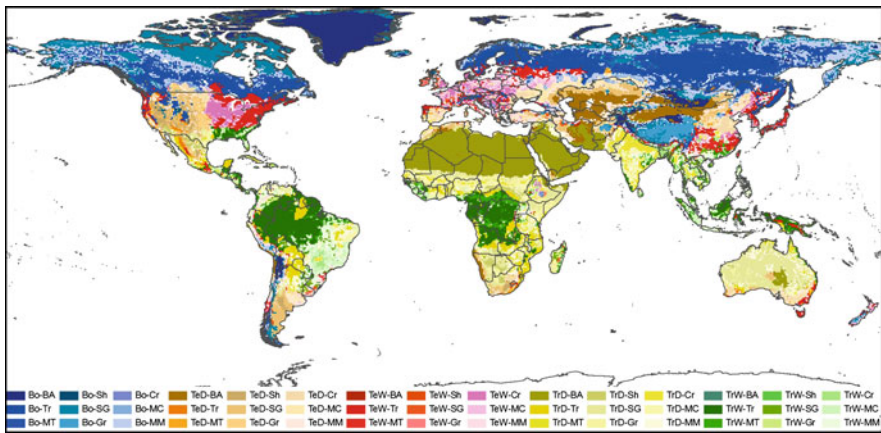 Bo-BA Bo-Sh Bo-Cr TeD-BA TeD-Sh TeD-Cr TeW-BA TeW-Sh TeW-Cr TrD-BA TrD-Sh TrD-Cr TrW-BA TrW-Sh TrW-Cr
Bo-Tr Bo-SG Bo-MC TeD-Tr TeD-SG TeD-MC TeW-Tr TeW-SG TeW-MC TrD-Tr TrD-SG TrD-MC TrW-Tr TrW-SG TrW-MC
Bo-MT Bo-Gr Bo-MM TeD-MT TeD-Gr TeD-MM TeW-MT TeW-Gr TeW-MM TrD-MT TrD-Gr TrD-MM TrW-MT TrW-Gr TrW-MM